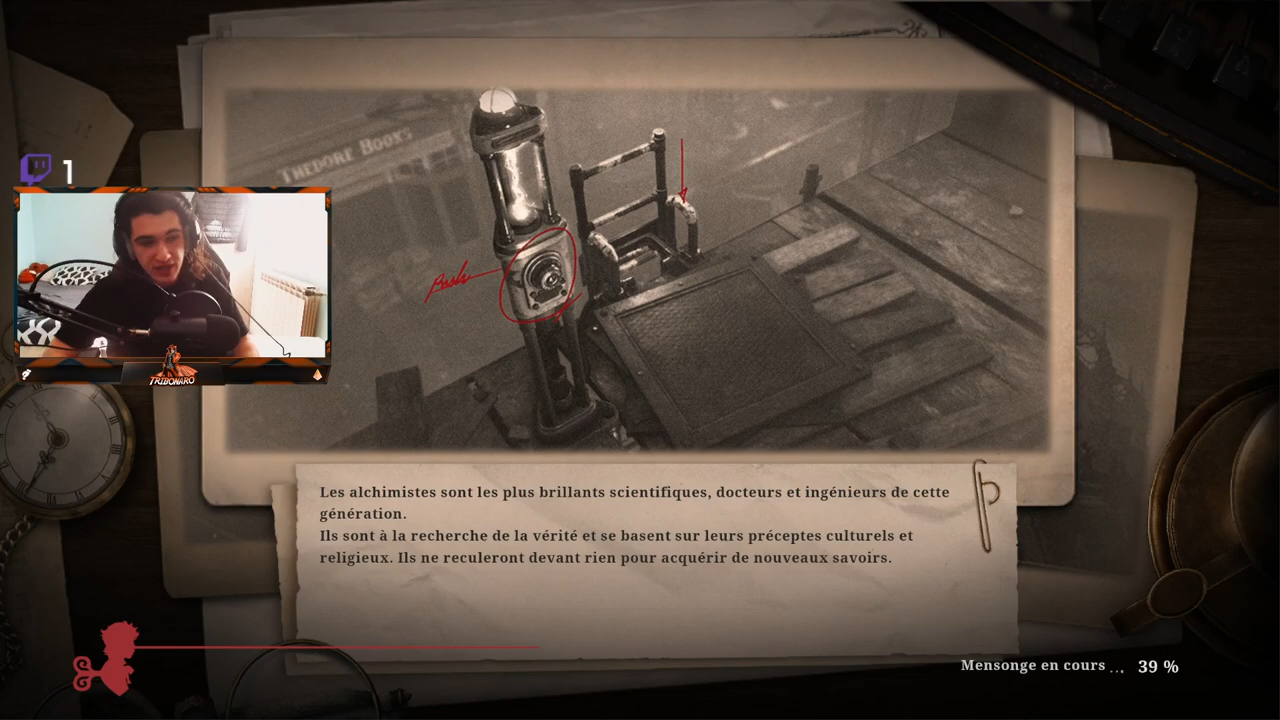 THEDORE BOOKS
1
Push
TRIBONARO
Les alchimistes sont les plus brillants scientifiques, docteurs et ingénieurs de cette
génération.
Ils sont à la recherche de la vérité et se basent sur leurs préceptes culturels et
religieux. Ils ne reculeront devant rien pour acquérir de nouveaux savoirs.
Mensonge en cours ... 39 %